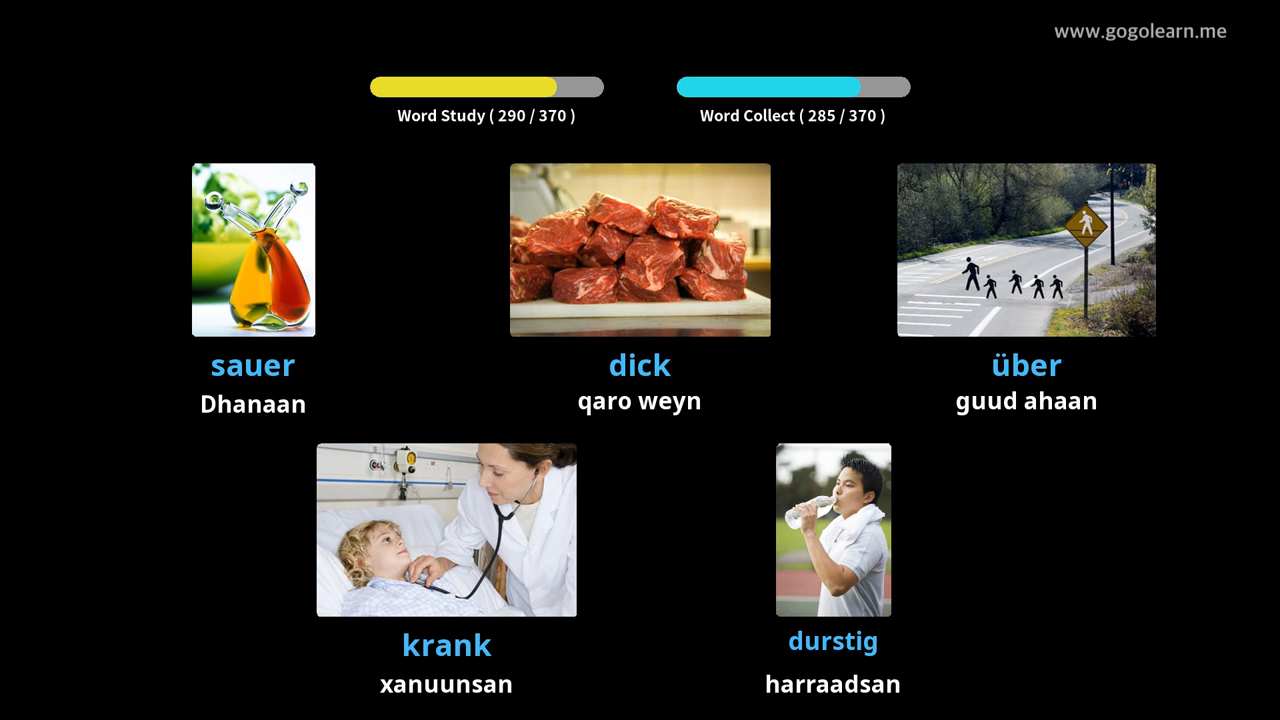 www.gogolearn.me
Word Study ( 290 / 370 )
Word Collect ( 285 / 370 )
sauer
Dhanaan
dick
qaro weyn
über
guud ahaan
krank
xanuunsan
durstig
harraadsan